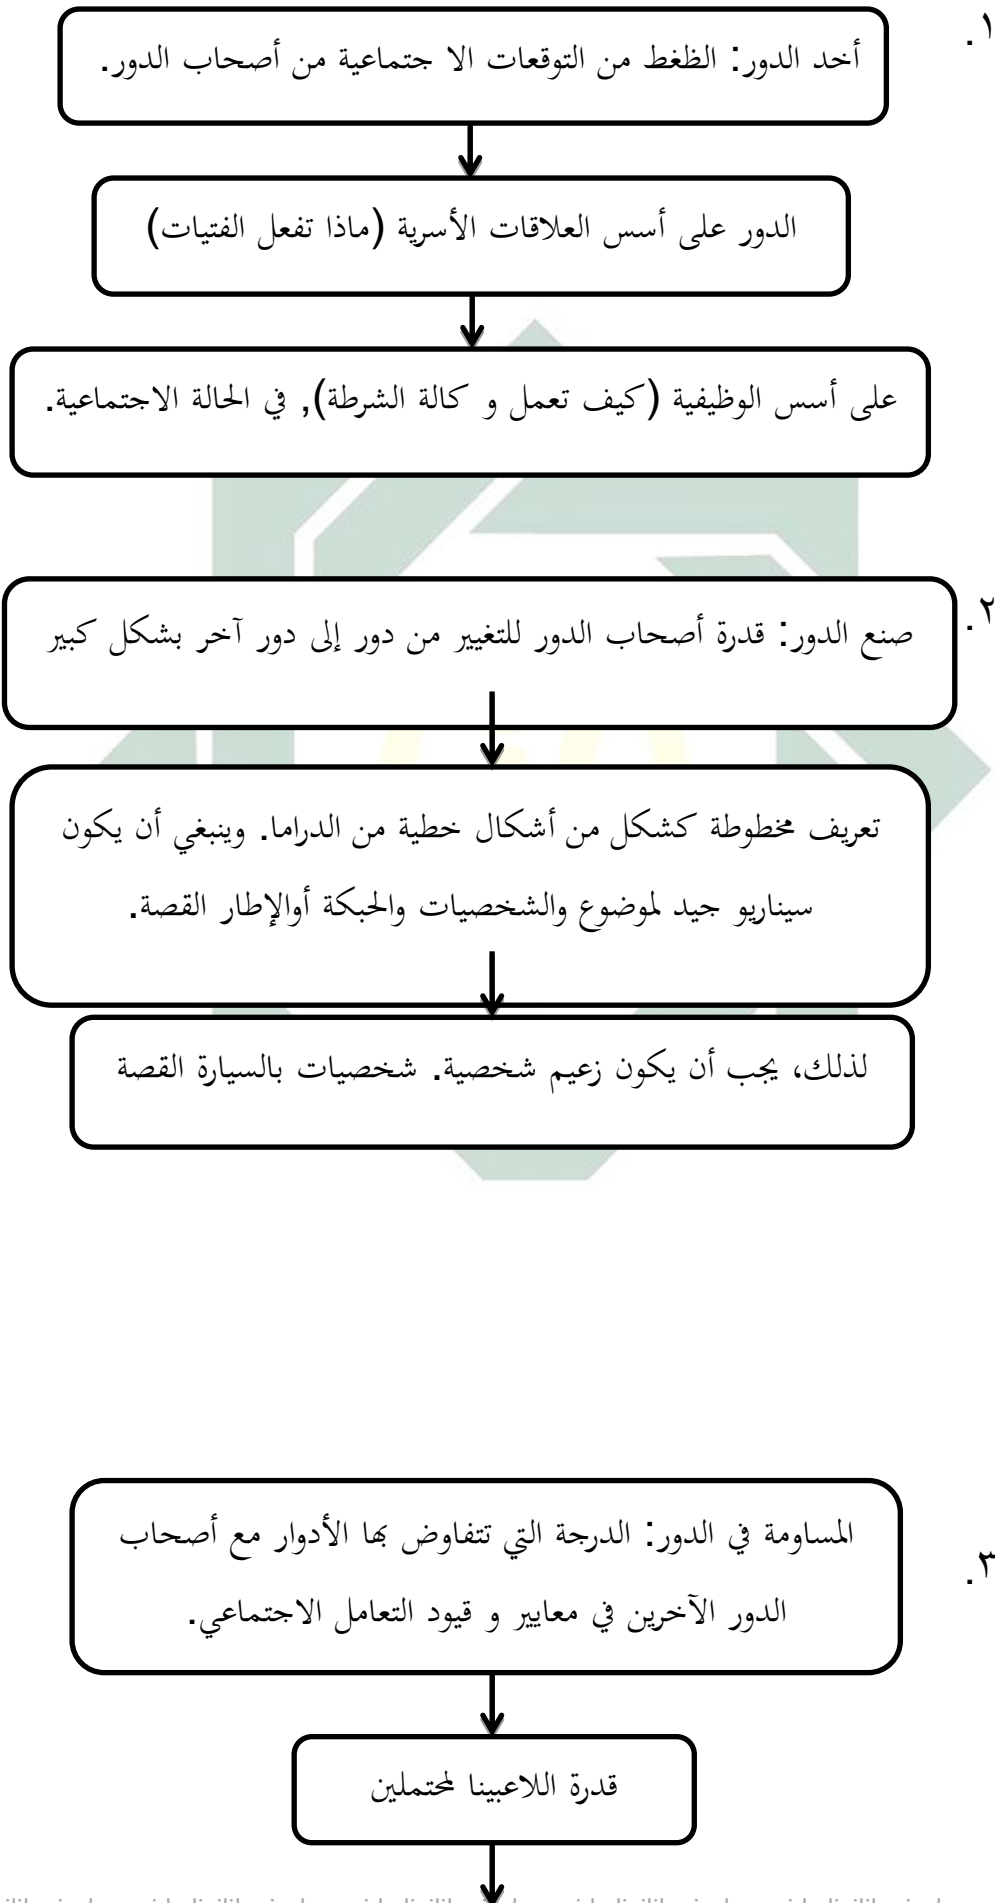 ١.
أخد الدور: الظغط من التوقعات الا جتماعية من أصحاب الدور.
الدور على أسس العلاقات الأسرية (ماذا تفعل الفتيات)
على أسس الوظيفية (كيف تعمل و كالة الشرطة), في الحالة الاجتماعية.
٢.
صنع الدور: قدرة أصحاب الدور للتغيير من دور إلى دور آخر بشكل كبير
تعريف مخطوطة كشكل من أشكال خطية من الدراما. وينبغي أن يكون
سيناريو جيد لموضوع والشخصيات والحبكة أوالإطار القصة.
لذلك، يجب أن يكون زعيم شخصية. شخصيات بالسيارة القصة
المساومة في الدور: الدرجة التي تتفاوض بها الأدوار مع أصحاب
٣.
الدور الآخرين في معايير و قيود التعامل الاجتماعي.
قدرة اللاعبينا لمحتملين